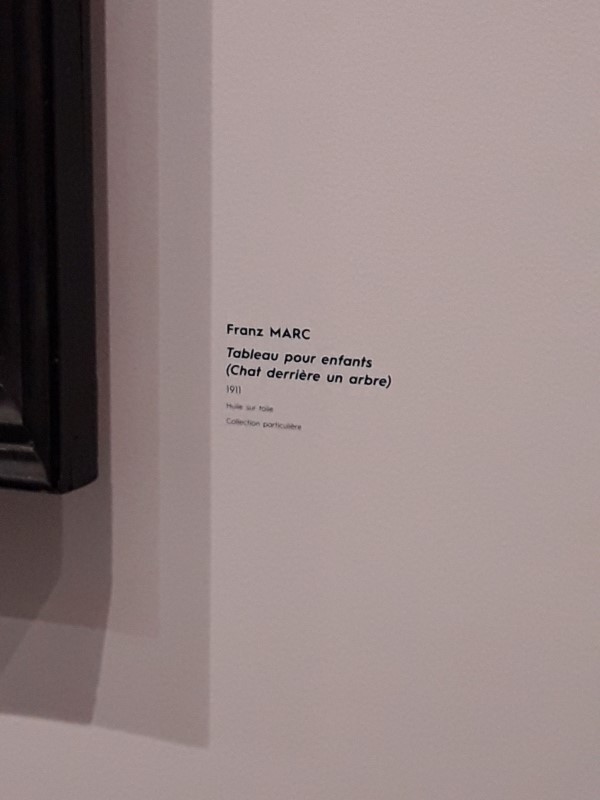 Franz MARC
Tableau pour enfants
(Chat derrière un arbre)
1911
Huile sur toile
Collection particulière